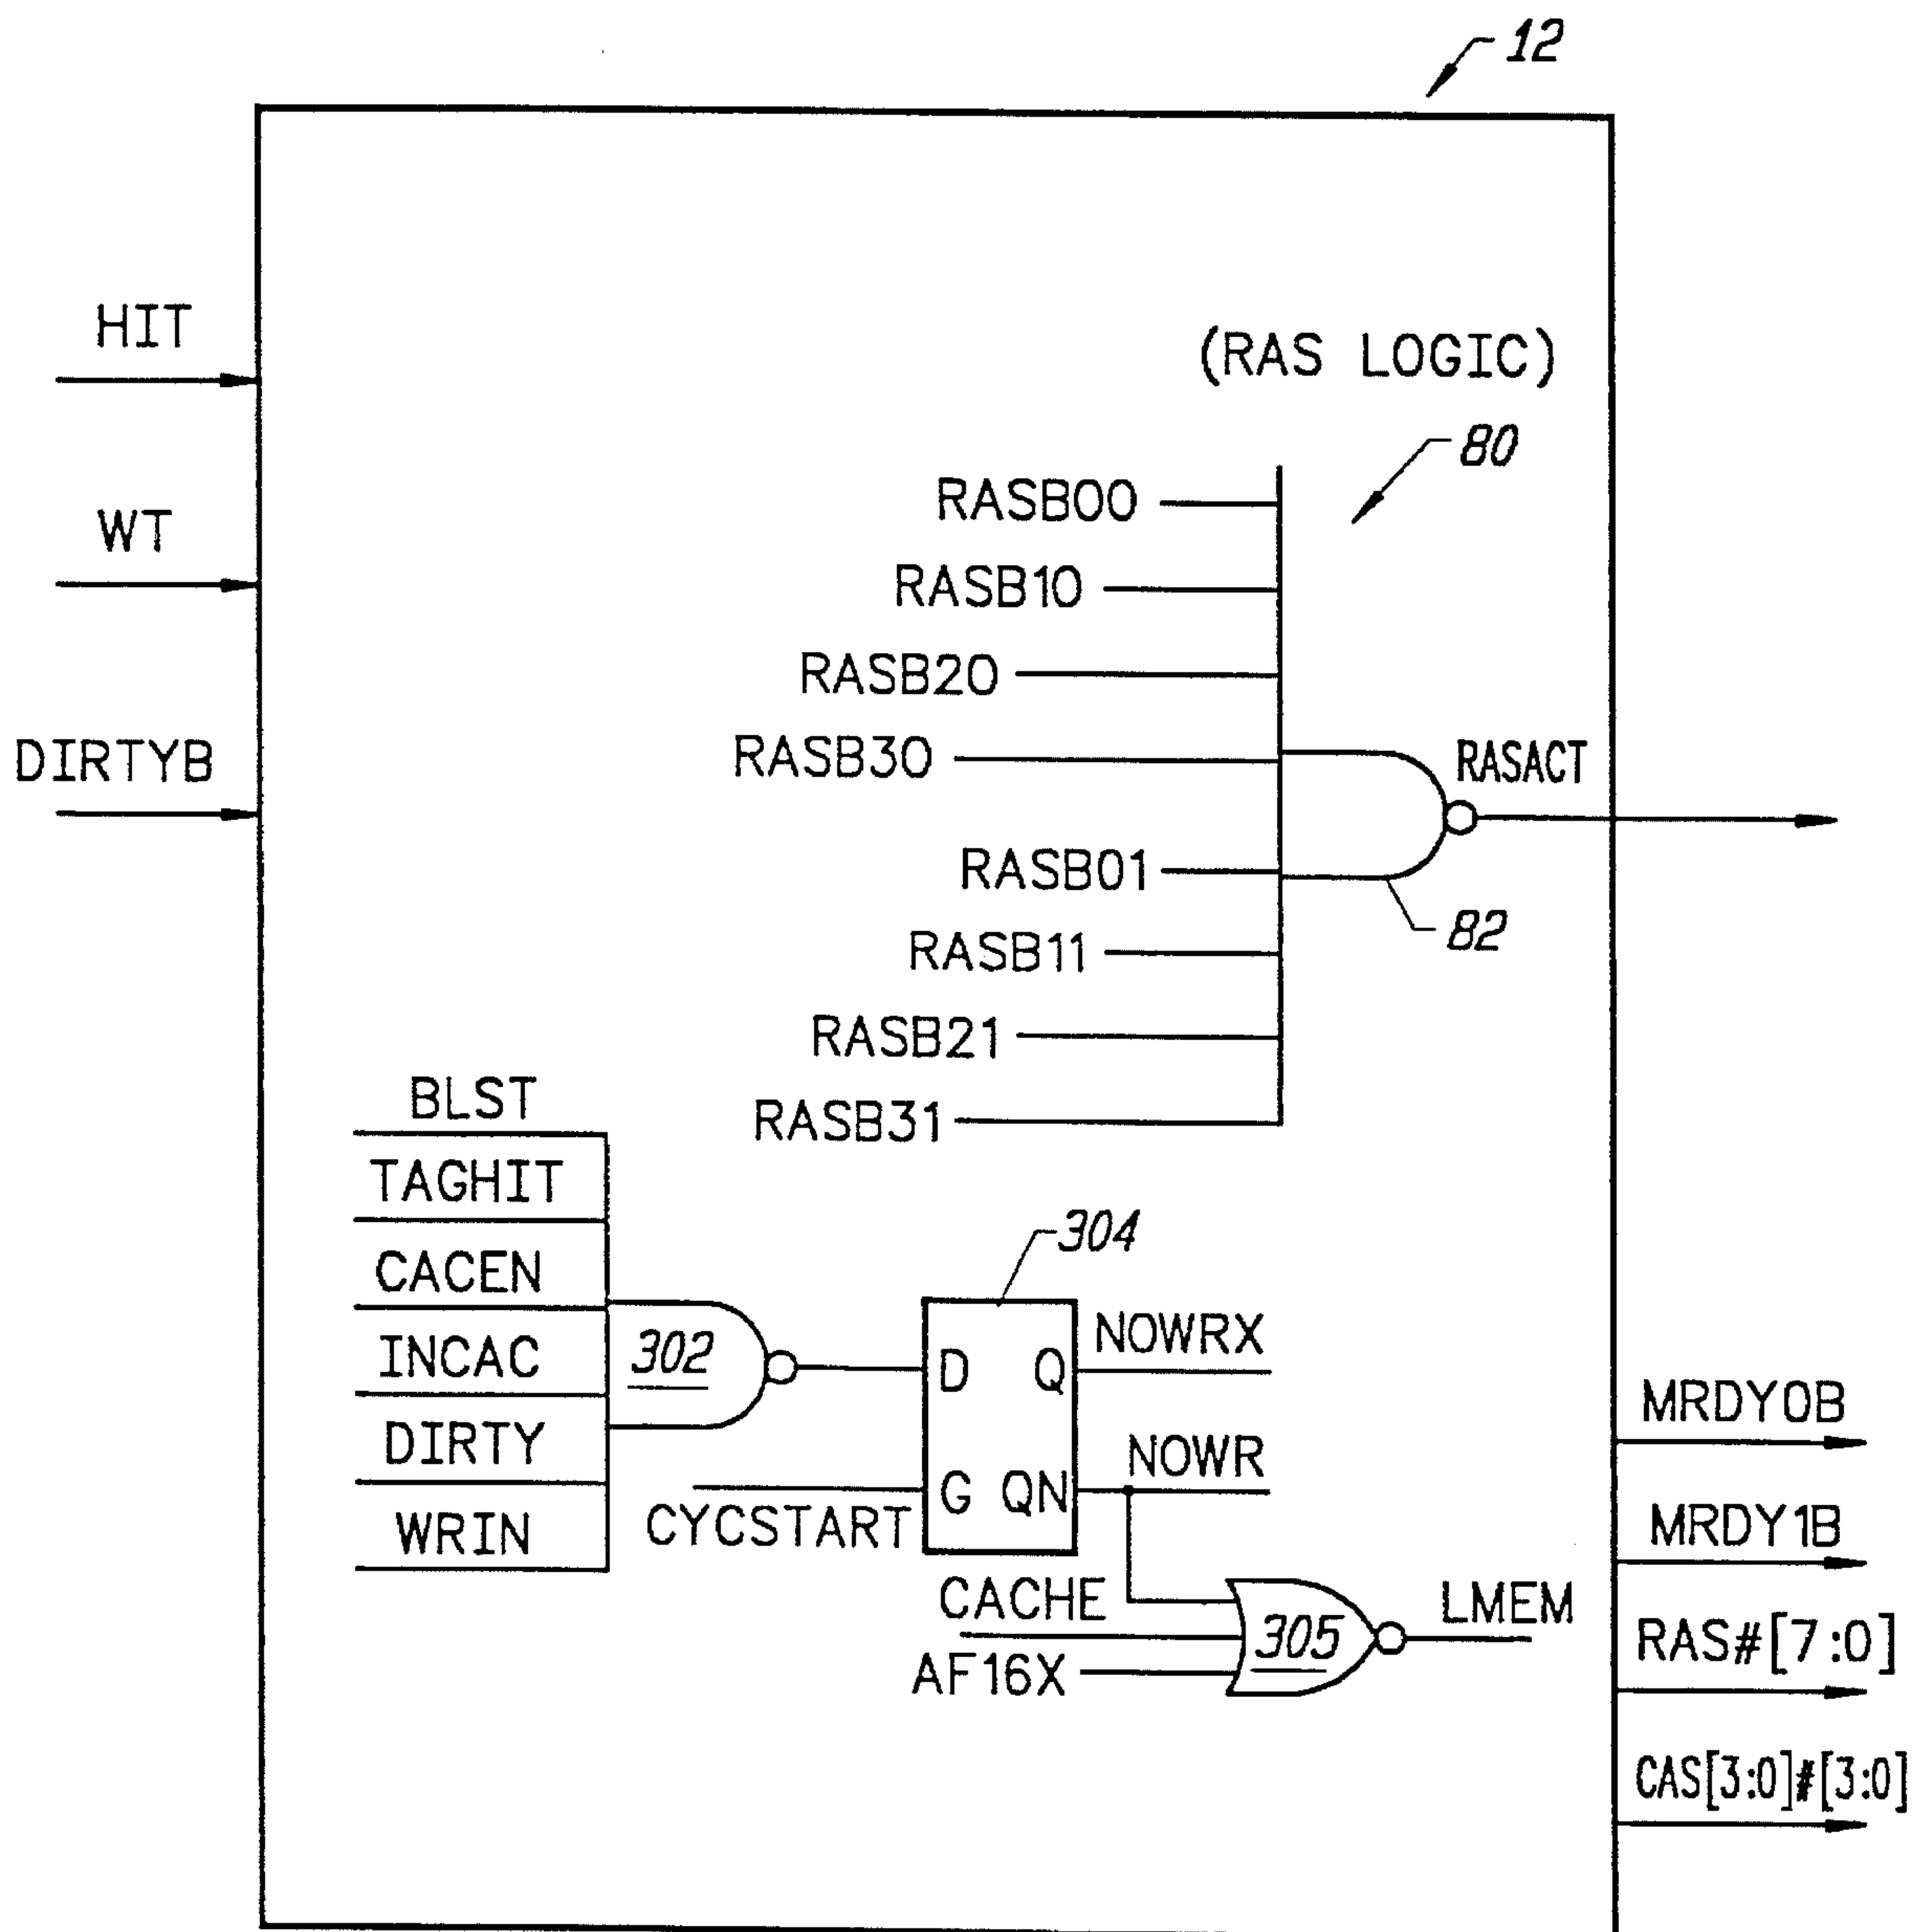 12
HIT
(RAS LOGIC)
80
RASB00
WT
RASB10
RASB20
DIRTYB
RASB30
RASACT
RASB01
82
RASB11
RASB21
BLST
RASB31
TAGHIT
304
CACEN
NOWRX
INCAC
302
D Q
MRDY0B
DIRTY
NOWR
G QN
WRIN
CYCSTART
MRDY1B
CACHE
LMEM
305
RAS#[7:0]
AF16X
CAS[3:0]#[3:0]